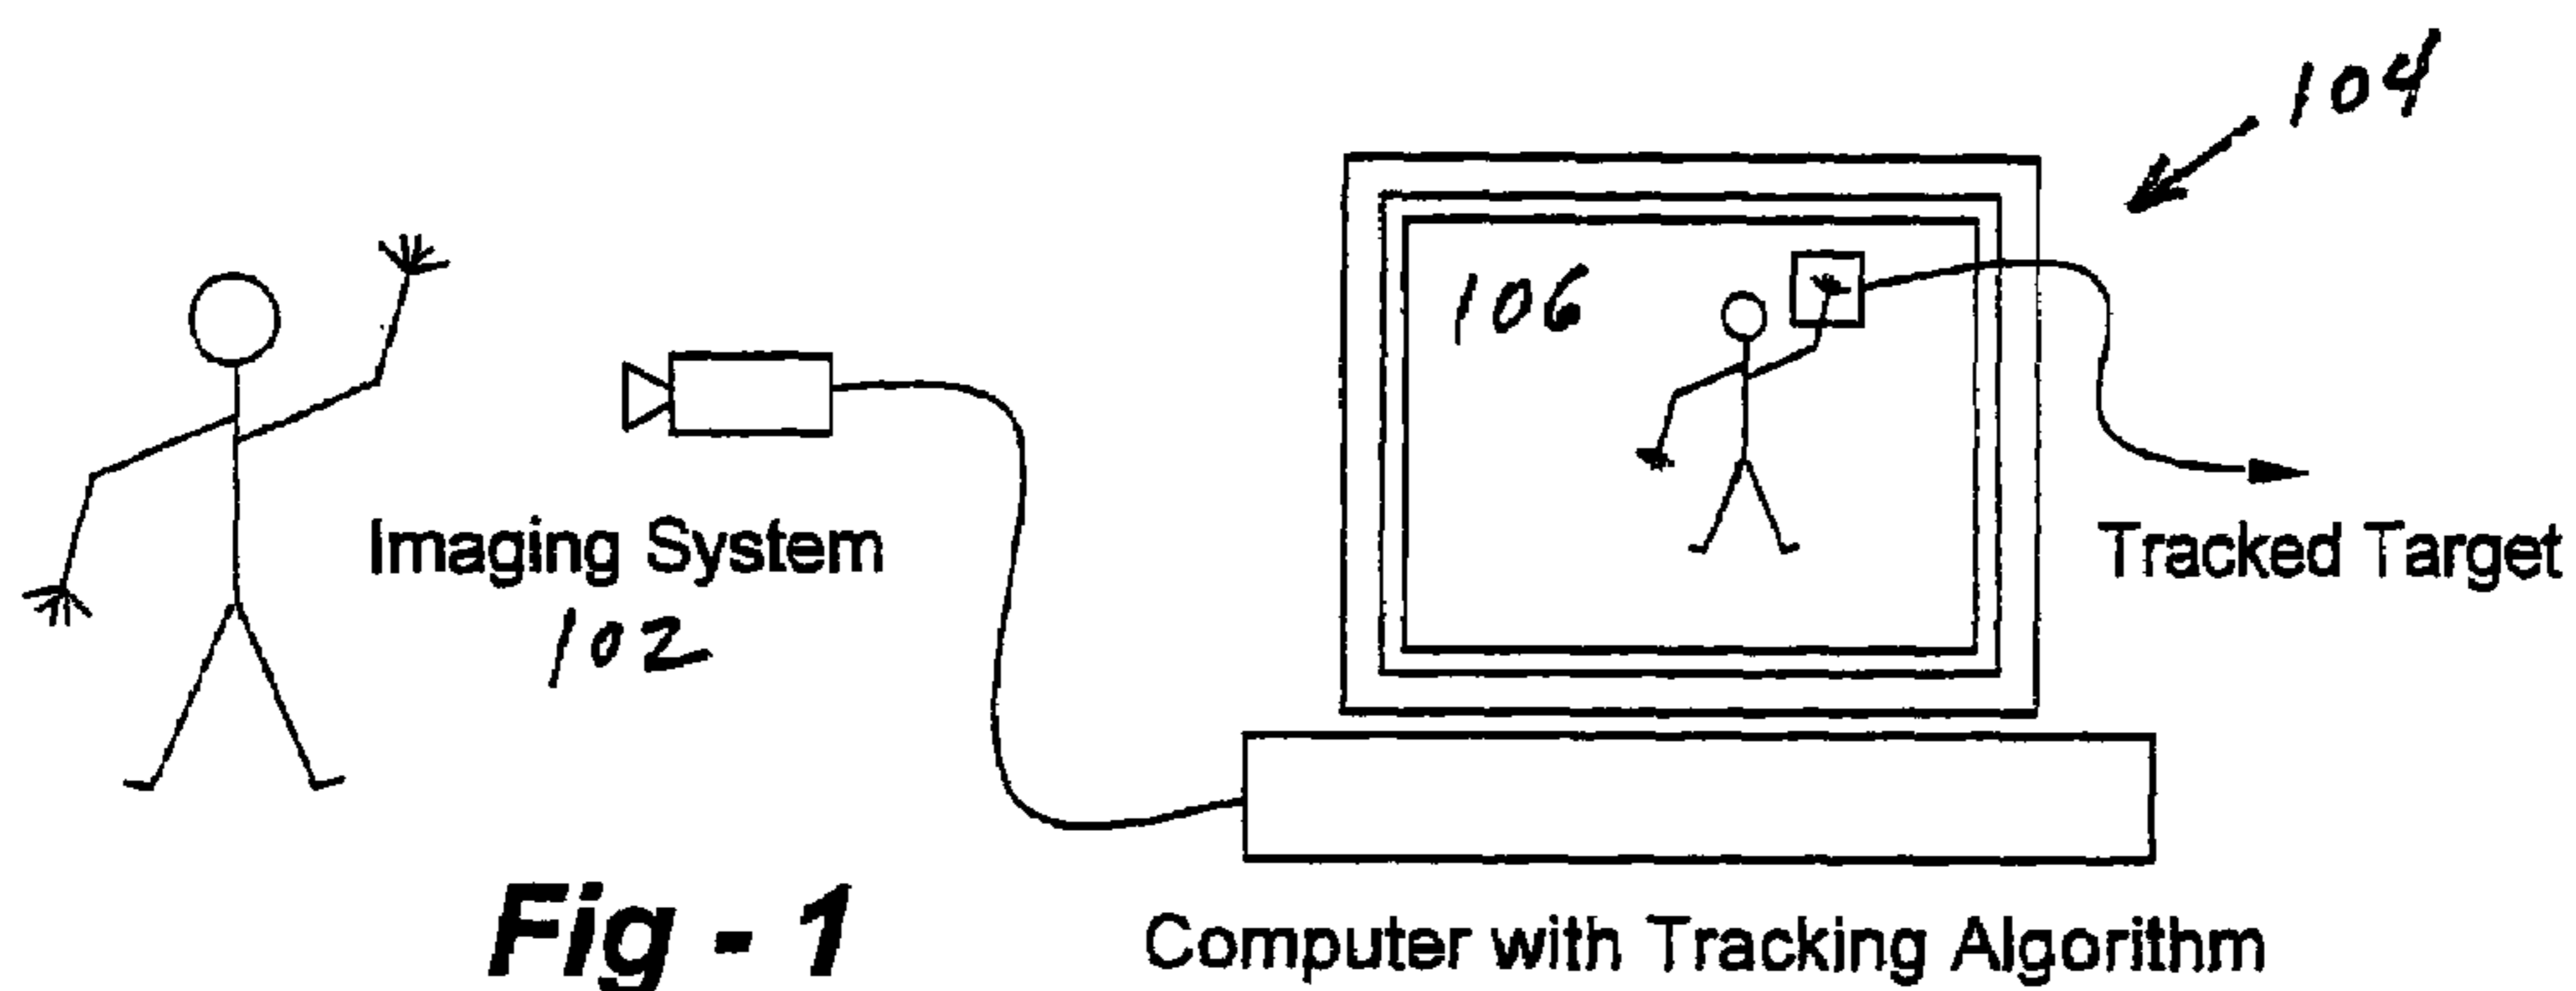 104
106
Imaging System
102
Tracked Target
Fig - 1
Computer with Tracking Algorithm